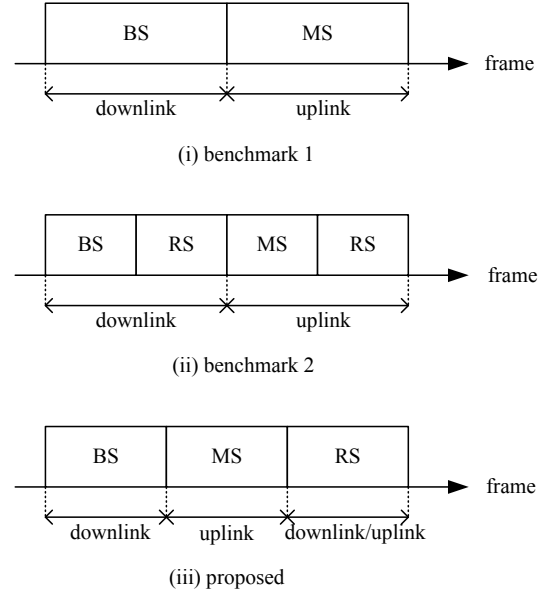 BS MS
frame
downlink uplink
(i) benchmark 1
BS RS MS RS
frame
downlink uplink
(ii) benchmark 2
BS MS RS
frame
downlink uplink downlink/uplink
(iii) proposed